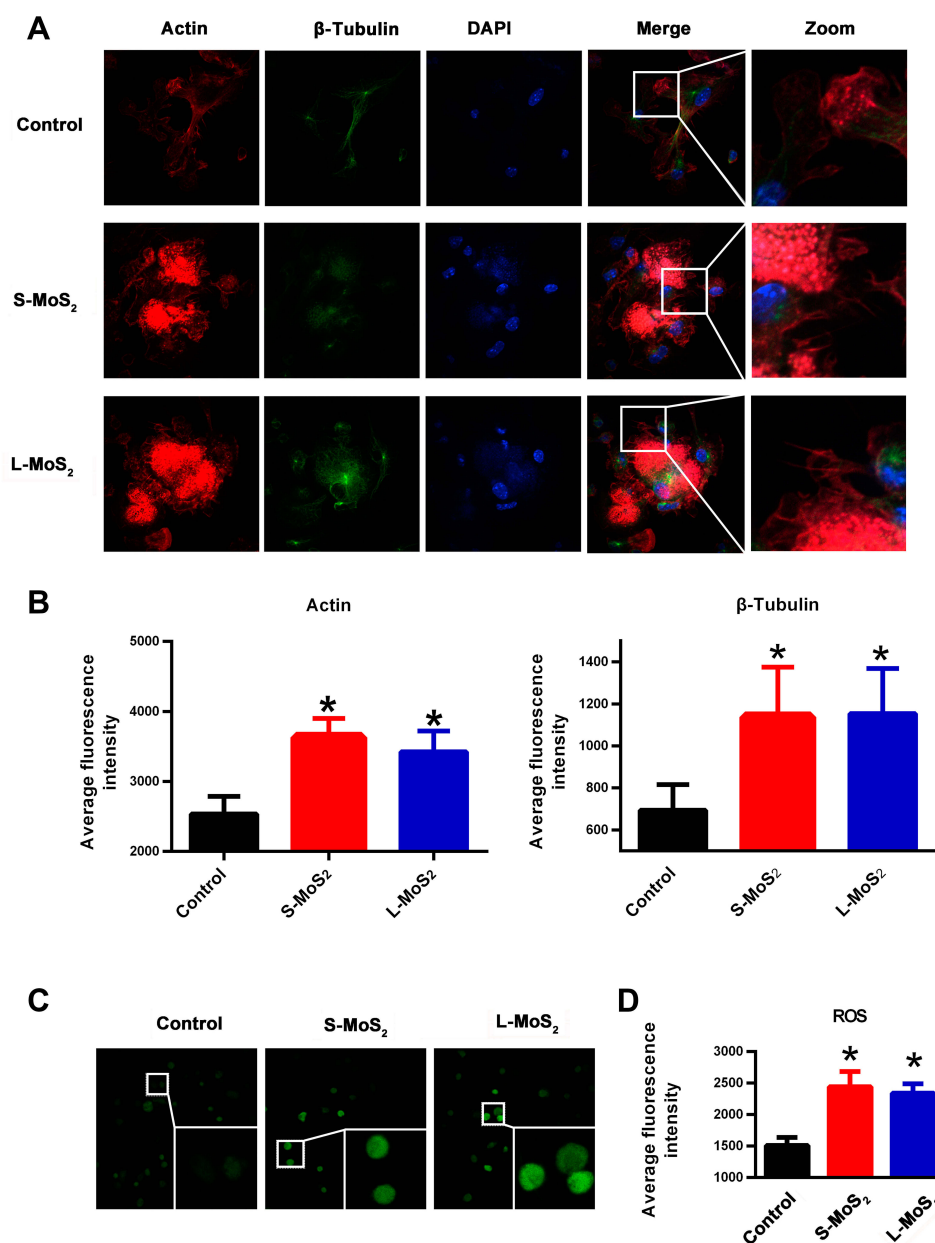 A
Actin β-Tubulin DAPI Merge Zoom
Control
S-MoS₂
L-MoS₂
B
Actin
Average fluorescence
intensity
5000
4000
3000
2000
Control
S-MoS₂
L-MoS₂
β-Tubulin
Average fluorescence
intensity
1400
1200
1000
800
600
Control
S-MoS₂
L-MoS₂
* *
* *
C
Control S-MoS₂ L-MoS₂
D
ROS
Average fluorescence
intensity
3000
2500
2000
1500
1000
* *
Control
S-MoS₂
L-MoS